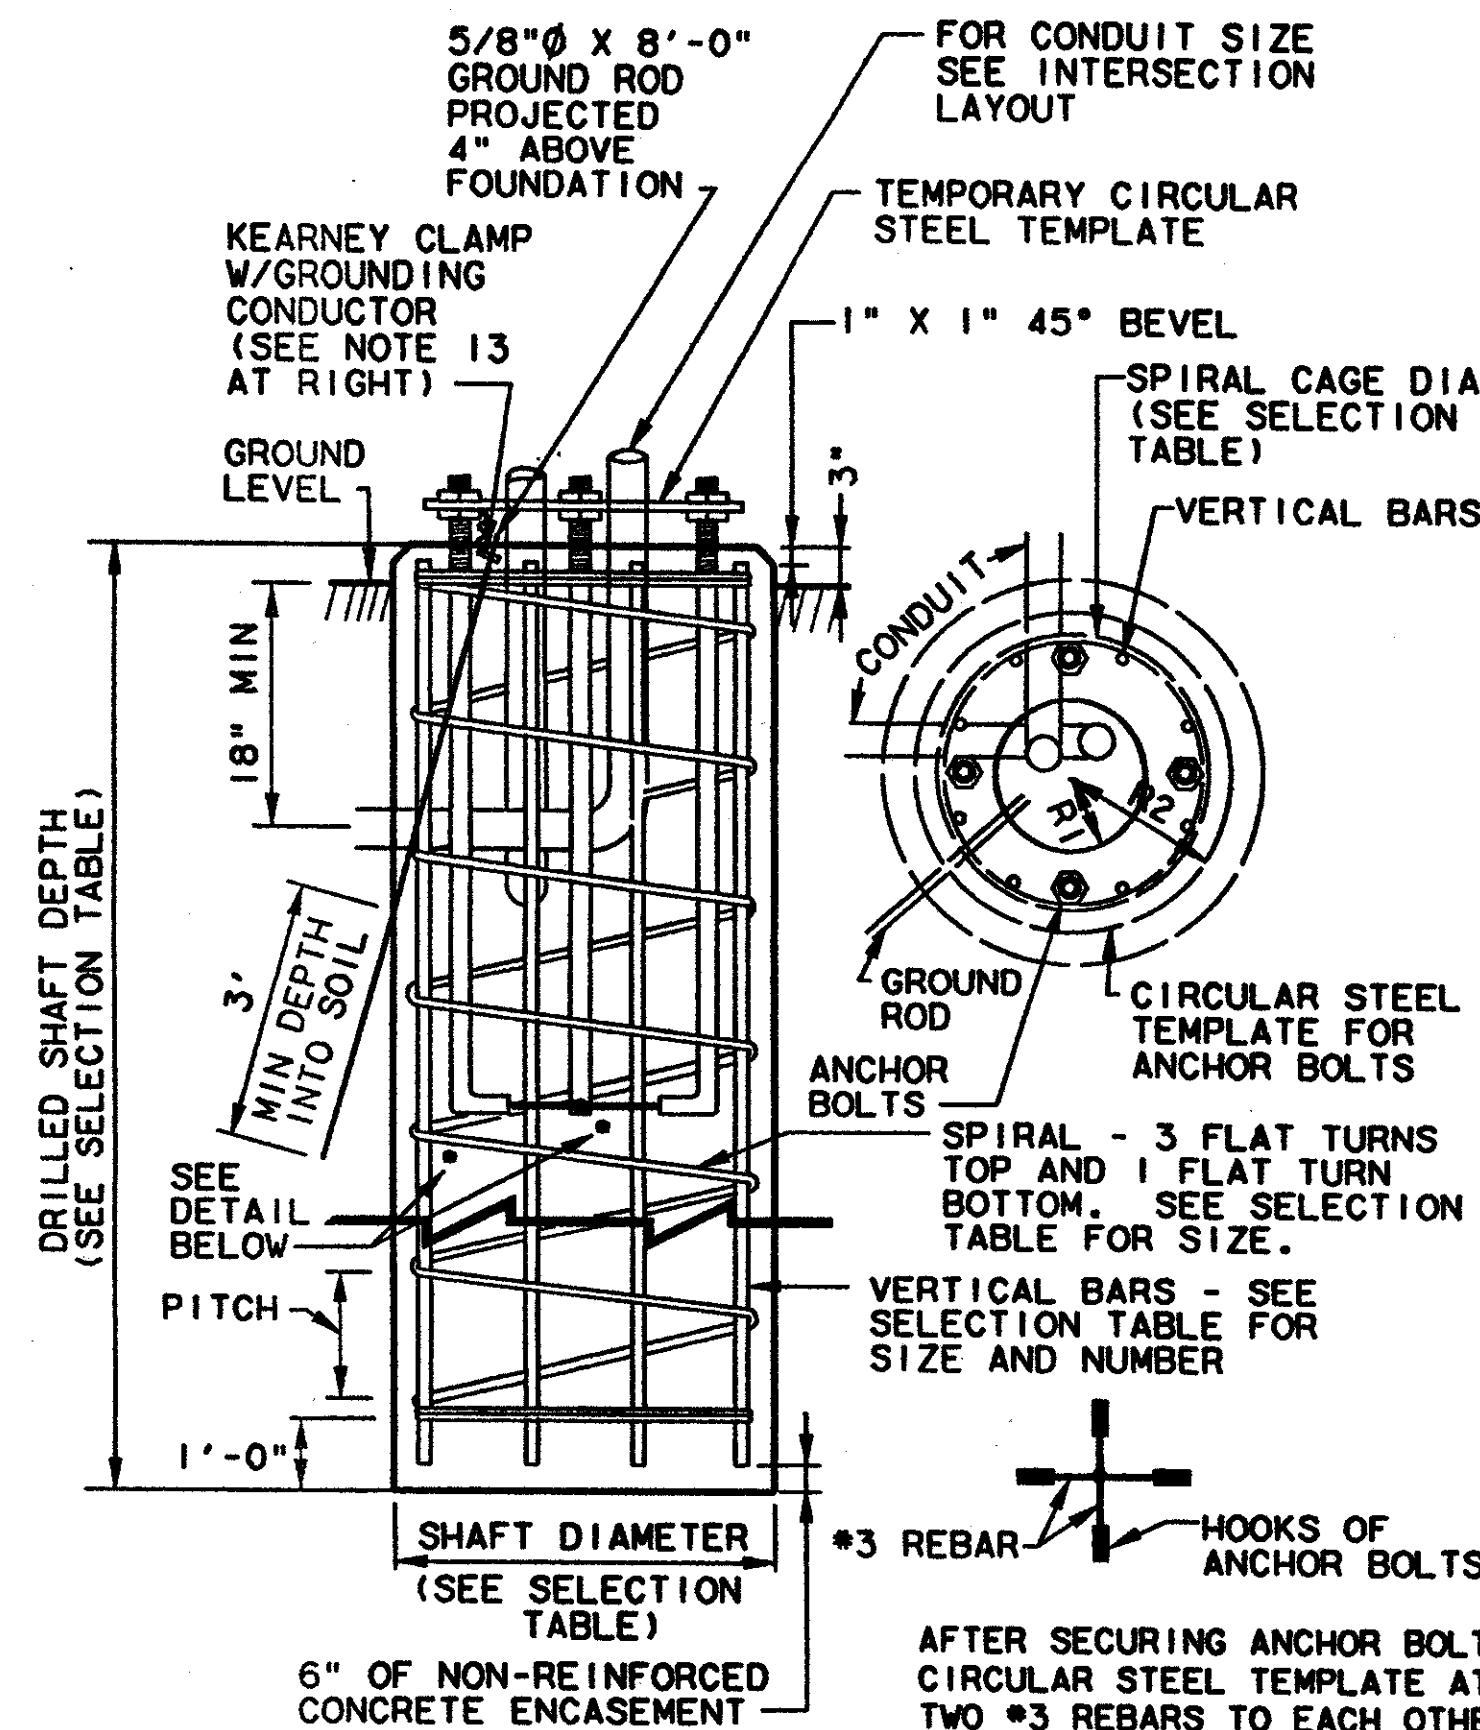 5/8"Ø X 8'-0"
GROUND ROD
PROJECTED
4" ABOVE
FOUNDATION
FOR CONDUIT SIZE
SEE INTERSECTION
LAYOUT
TEMPORARY CIRCULAR
STEEL TEMPLATE
KEARNEY CLAMP
W/GROUNDING
CONDUCTOR
(SEE NOTE 13
AT RIGHT)
1" X 1" 45° BEVEL
SPIRAL CAGE DIA
(SEE SELECTION
TABLE)
GROUND
LEVEL
3"
VERTICAL BARS
CONDUIT
18" MIN
R1
R2
DRILLED SHAFT DEPTH
(SEE SELECTION TABLE)
3'
MIN DEPTH
INTO SOIL
GROUND
ROD
CIRCULAR STEEL
TEMPLATE FOR
ANCHOR BOLTS
ANCHOR
BOLTS
SPIRAL - 3 FLAT TURNS
TOP AND 1 FLAT TURN
BOTTOM. SEE SELECTION
TABLE FOR SIZE.
SEE
DETAIL
BELOW
PITCH
VERTICAL BARS - SEE
SELECTION TABLE FOR
SIZE AND NUMBER
1'-0"
SHAFT DIAMETER
(SEE SELECTION
TABLE)
#3 REBAR
HOOKS OF
ANCHOR BOLTS
6" OF NON-REINFORCED
CONCRETE ENCASEMENT
AFTER SECURING ANCHOR BOLT
CIRCULAR STEEL TEMPLATE AT
TWO #3 REBARS TO EACH OTHE